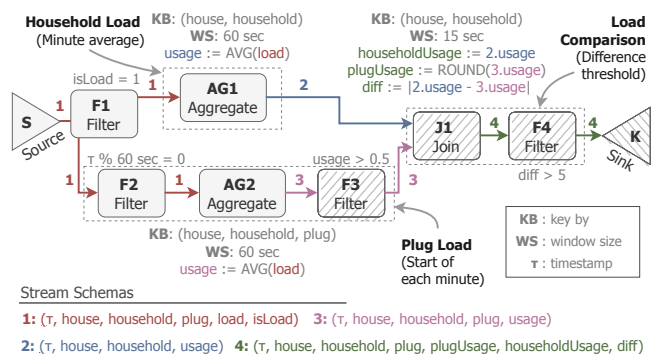 Household Load
(Minute average)
KB: (house, household)
WS: 60 sec
usage := AVG(load)
KB: (house, household)
WS: 15 sec
householdUsage := 2.usage
plugUsage := ROUND(3.usage)
diff := |2.usage - 3.usage|
Load
Comparison
(Difference
threshold)
isLoad = 1
S
Source
1
F1
Filter
1
AG1
Aggregate
2
J1
Join
4
F4
Filter
4
K
Sink
diff > 5
τ % 60 sec = 0
usage > 0.5
1
F2
Filter
1
AG2
Aggregate
3
F3
Filter
3
KB: (house, household, plug)
WS: 60 sec
usage := AVG(load)
Plug Load
(Start of
each minute)
KB : key by
WS : window size
τ : timestamp
Stream Schemas
1: (τ, house, household, plug, load, isLoad)
3: (τ, house, household, plug, usage)
2: (τ, house, household, usage)
4: (τ, house, household, plug, plugUsage, householdUsage, diff)